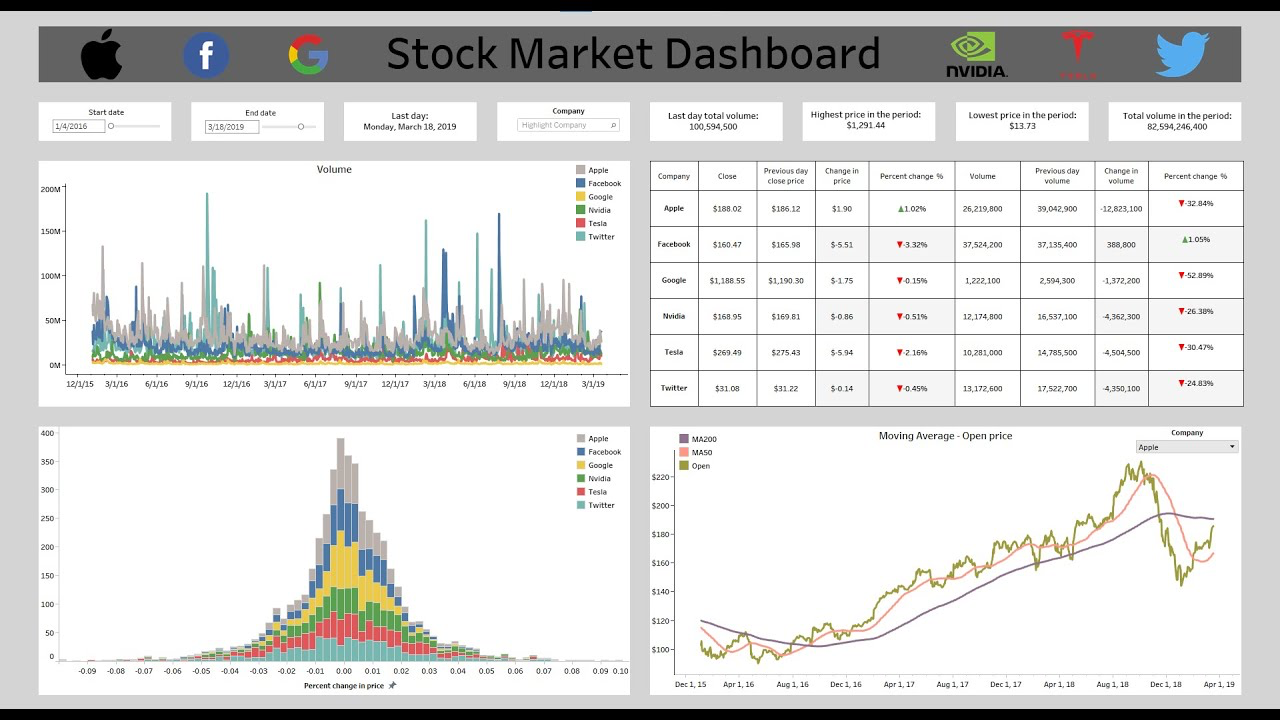 Stock Market Dashboard
NVIDIA.
Start date
1/4/2016
End date
3/18/2019
Last day:
Monday, March 18, 2019
Company
Highlight Company
Last day total volume:
100,594,500
Highest price in the period:
$1,291.44
Lowest price in the period:
$13.73
Total volume in the period:
82,594,246,400
Volume
Apple
Facebook
Google
Nvidia
Tesla
Twitter
200M
150M
100M
50M
0M
12/1/15 3/1/16 6/1/16 9/1/16 12/1/16 3/1/17 6/1/17 9/1/17 12/1/17 3/1/18 6/1/18 9/1/18 12/1/18 3/1/19
Company Close Previous day close price Change in price Percent change % Volume Previous day volume Change in volume Percent change %
Apple $188.02 $186.12 $1.90 ▲1.02% 26,219,800 39,042,900 -12,823,100 ▼-32.84%
Facebook $160.47 $165.98 $-5.51 ▼-3.32% 37,524,200 37,135,400 388,800 ▲1.05%
Google $1,188.55 $1,190.30 $-1.75 ▼-0.15% 1,222,100 2,594,300 -1,372,200 ▼-52.89%
Nvidia $168.95 $169.81 $-0.86 ▼-0.51% 12,174,800 16,537,100 -4,362,300 ▼-26.38%
Tesla $269.49 $275.43 $-5.94 ▼-2.16% 10,281,000 14,785,500 -4,504,500 ▼-30.47%
Twitter $31.08 $31.22 $-0.14 ▼-0.45% 13,172,600 17,522,700 -4,350,100 ▼-24.83%
400
350
300
250
200
150
100
50
0
Apple
Facebook
Google
Nvidia
Tesla
Twitter
-0.09 -0.08 -0.07 -0.06 -0.05 -0.04 -0.03 -0.02 -0.01 0.00 0.01 0.02 0.03 0.04 0.05 0.06 0.07 0.08 0.09 0.10
Percent change in price
Moving Average - Open price
MA200
MA50
Open
Company
Apple
$220
$200
$180
$160
$140
$120
$100
Dec 1, 15 Apr 1, 16 Aug 1, 16 Dec 1, 16 Apr 1, 17 Aug 1, 17 Dec 1, 17 Apr 1, 18 Aug 1, 18 Dec 1, 18 Apr 1, 19